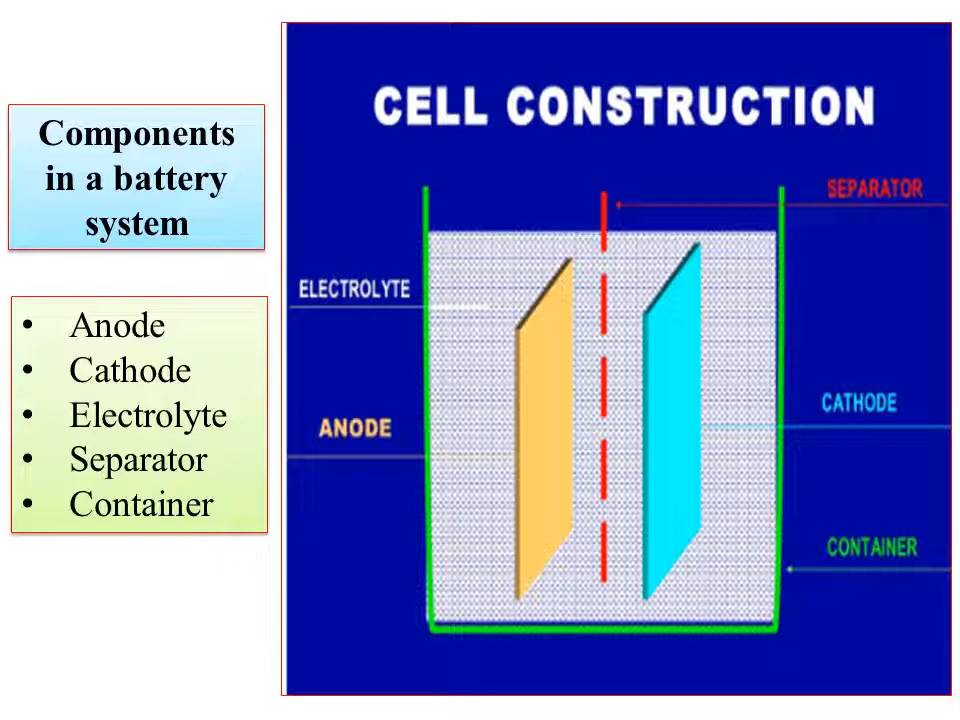 Components
in a battery
system
• Anode
• Cathode
• Electrolyte
• Separator
• Container
CELL CONSTRUCTION
SEPARATOR
ELECTROLYTE
CATHODE
ANODE
CONTAINER